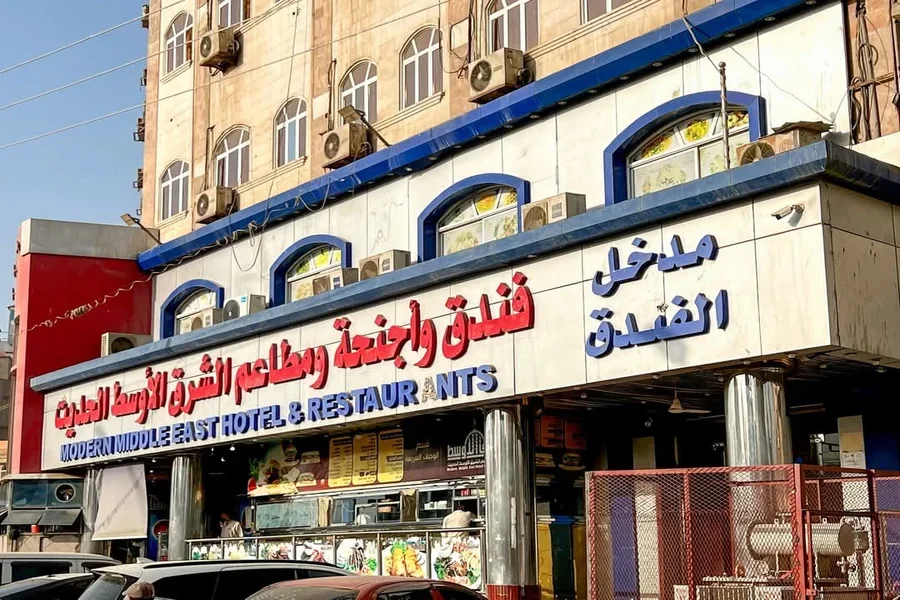 فندق وأجنحة ومطاعم الشرق الأوسط الحديث
MODERN MIDDLE EAST HOTEL & RESTAURANTS
مدخل
الفندق